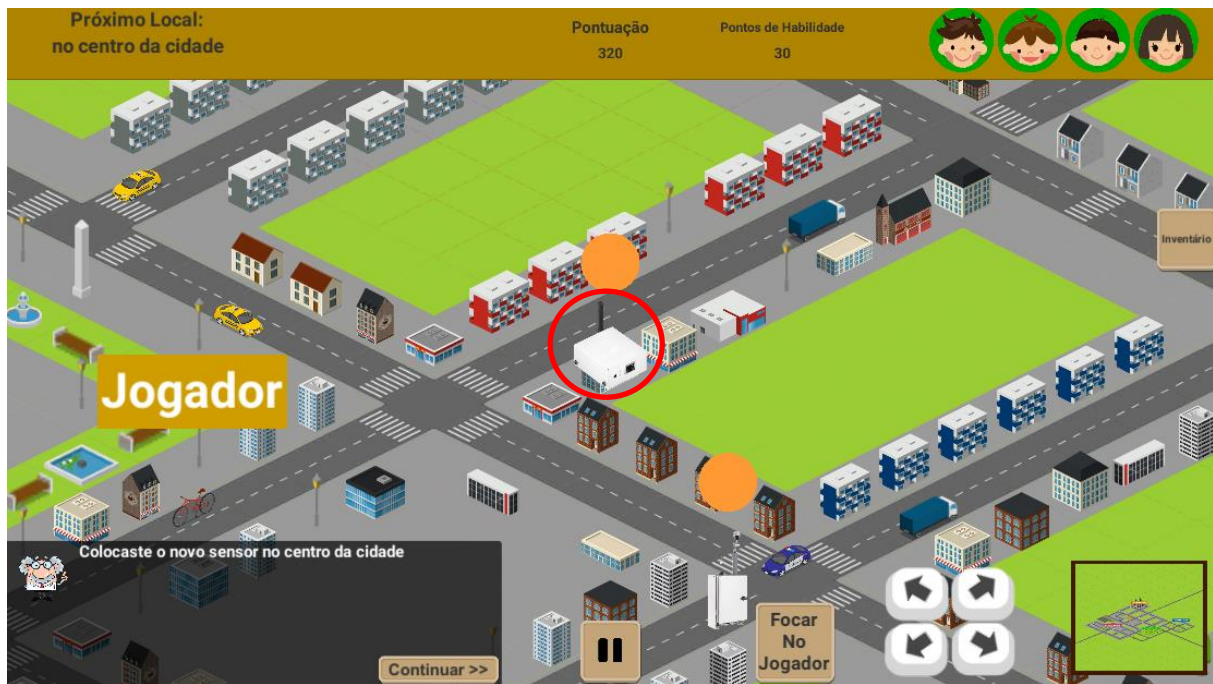 Próximo Local:
no centro da cidade
Pontuação
320
Pontos de Habilidade
30
Inventário
Jogador
Colocaste o novo sensor no centro da cidade
Continuar >>
Focar
No
Jogador